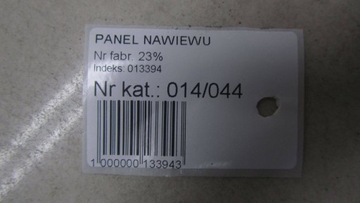 PANEL NAWIEWU
Nr fabr 23%
Indeks: 013394
Nr kat.: 014/044
1 000000 133943